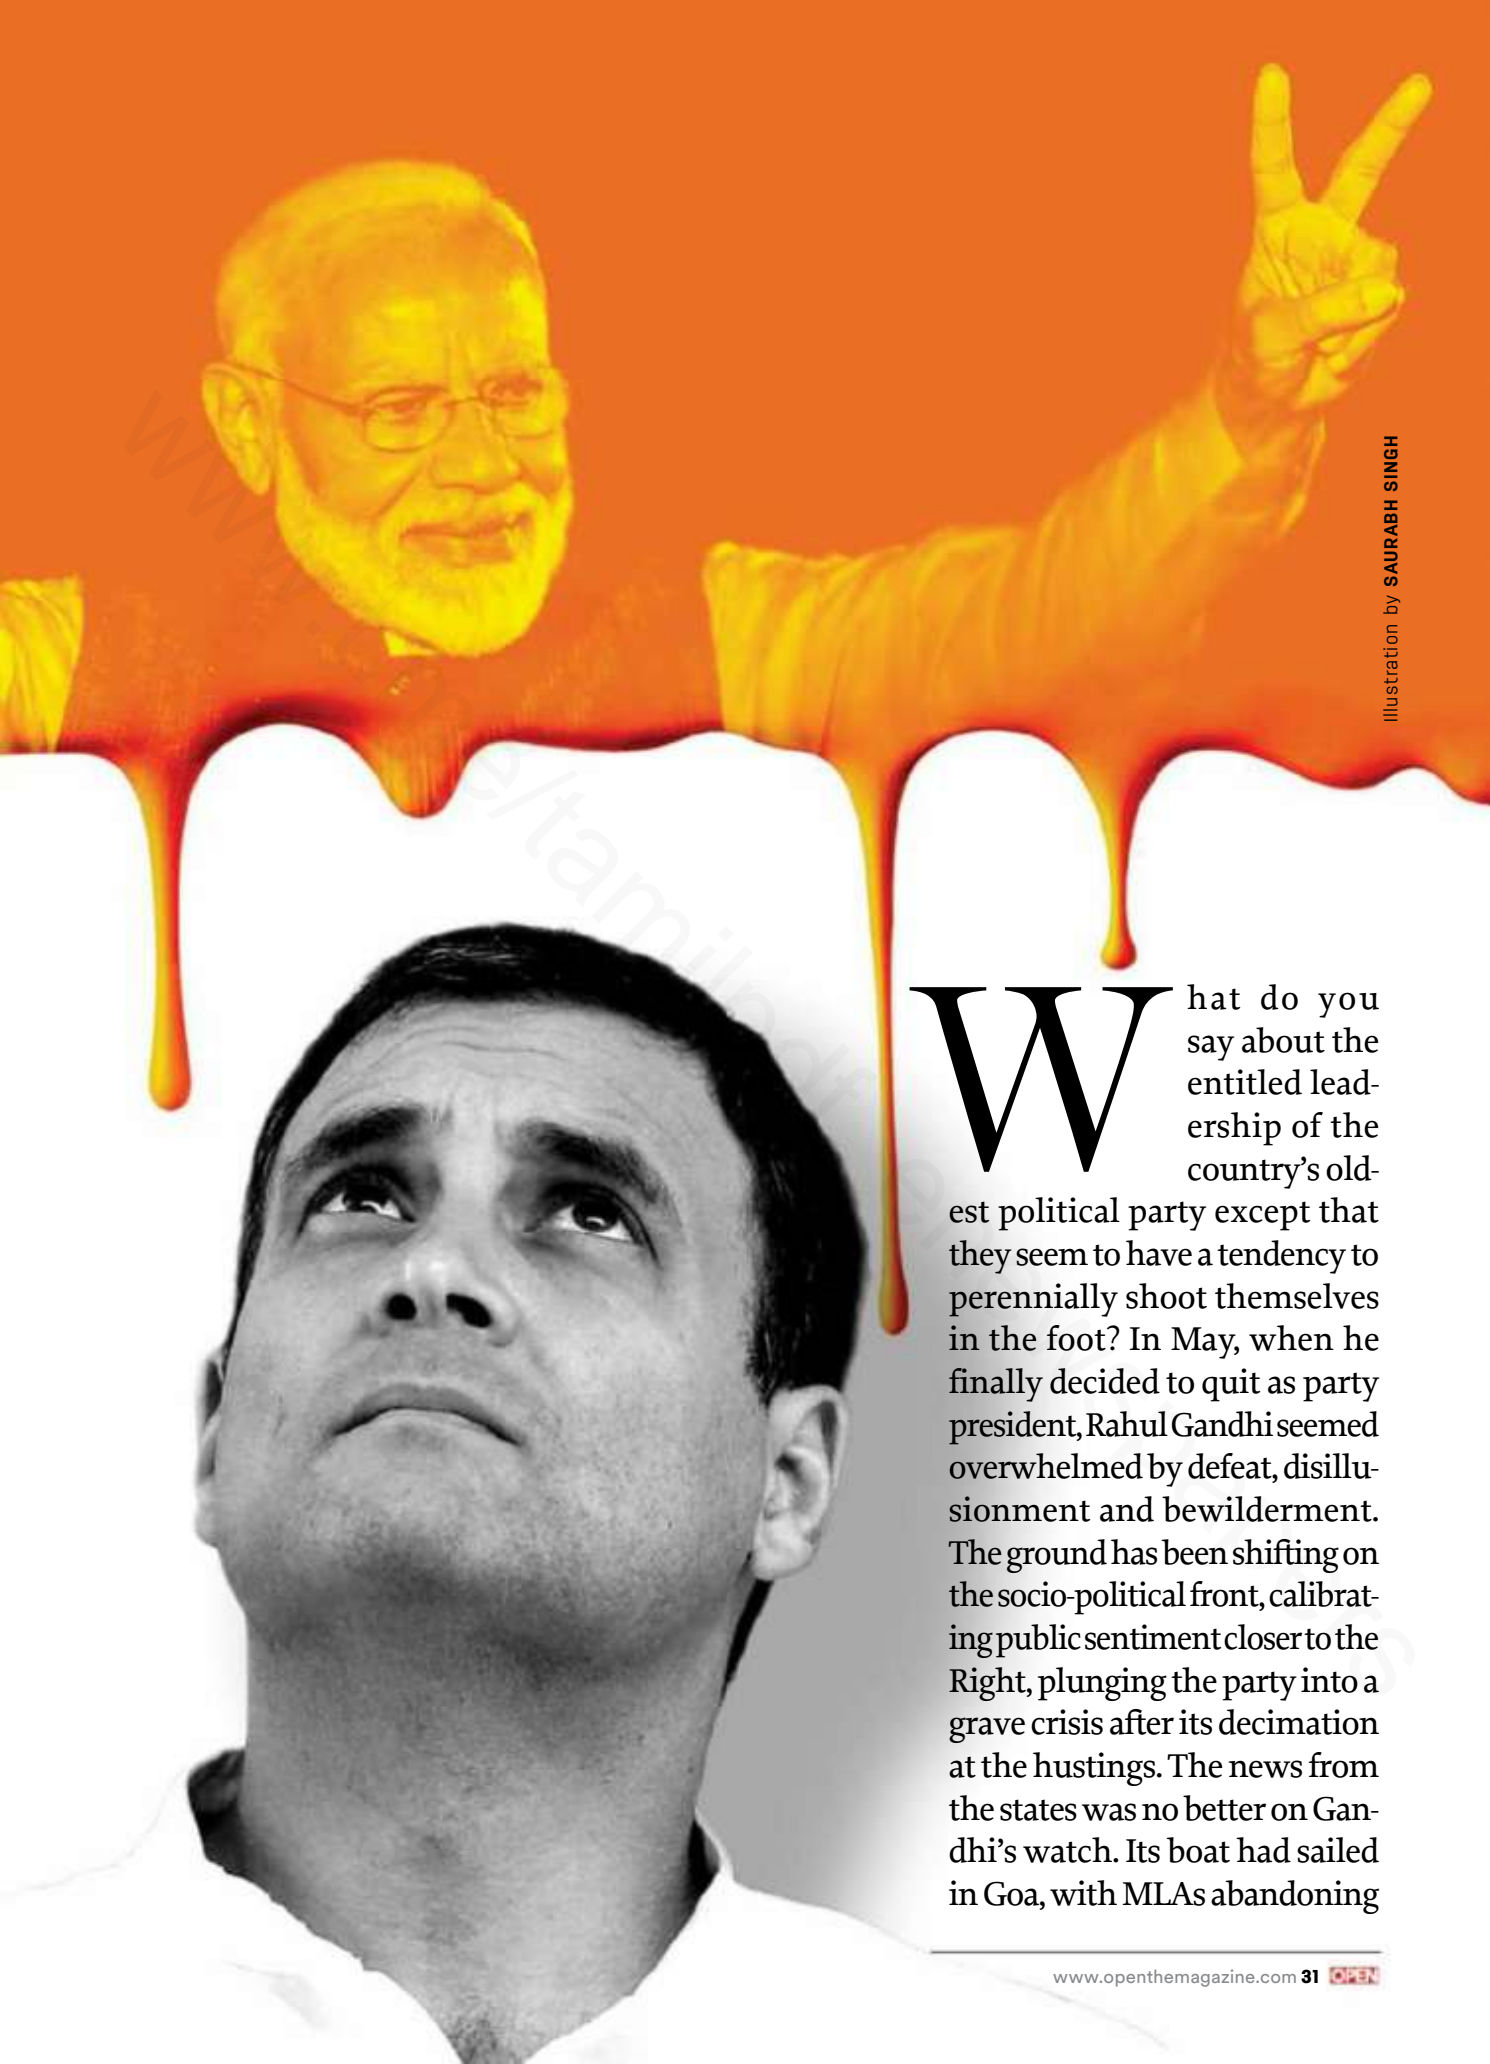 Illustration by SAURABH SINGH
What do you
say about the
entitled lead-
ership of the
country's old-
est political party except that
they seem to have a tendency to
perennially shoot themselves
in the foot? In May, when he
finally decided to quit as party
president, Rahul Gandhi seemed
overwhelmed by defeat, disillu-
sionment and bewilderment.
The ground has been shifting on
the socio-political front, calibrat-
ing public sentiment closer to the
Right, plunging the party into a
grave crisis after its decimation
at the hustings. The news from
the states was no better on Gan-
dhi's watch. Its boat had sailed
in Goa, with MLAs abandoning
www.openthemagazine.com 31 OPEN